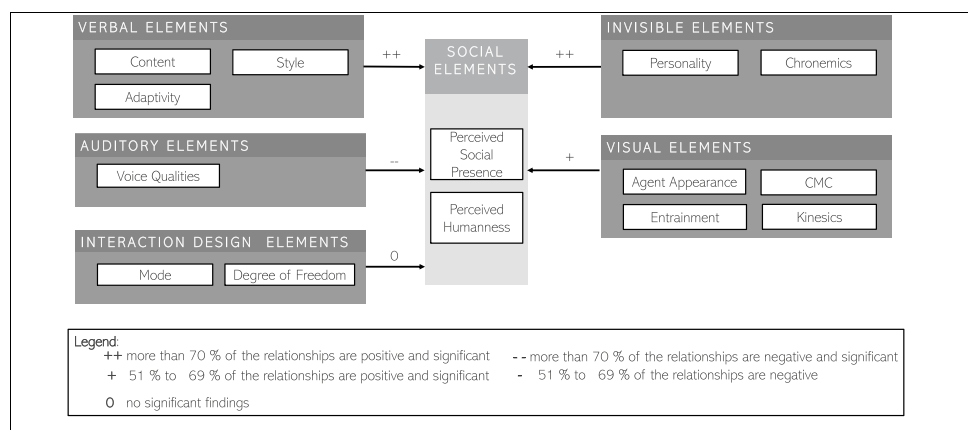 VERBAL ELEMENTS
Content
Style
Adaptivity
++
SOCIAL
ELEMENTS
++
INVISIBLE ELEMENTS
Personality
Chronemics
AUDITORY ELEMENTS
Voice Qualities
--
Perceived
Social
Presence
Perceived
Humanness
+
VISUAL ELEMENTS
Agent Appearance
CMC
Entrainment
Kinesics
INTERACTION DESIGN ELEMENTS
Mode
Degree of Freedom
0
Legend:
++ more than 70 % of the relationships are positive and significant
-- more than 70 % of the relationships are negative and significant
+ 51 % to 69 % of the relationships are positive and significant
- 51 % to 69 % of the relationships are negative
0 no significant findings